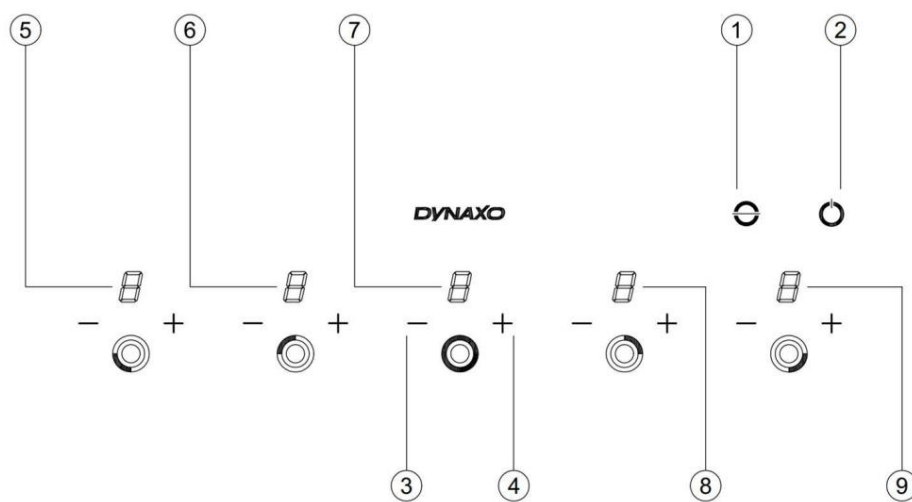 5 6 7 1 2
DYNAXO
8 8 8 8 8
− + − + − + − + − +
3 4 8 9